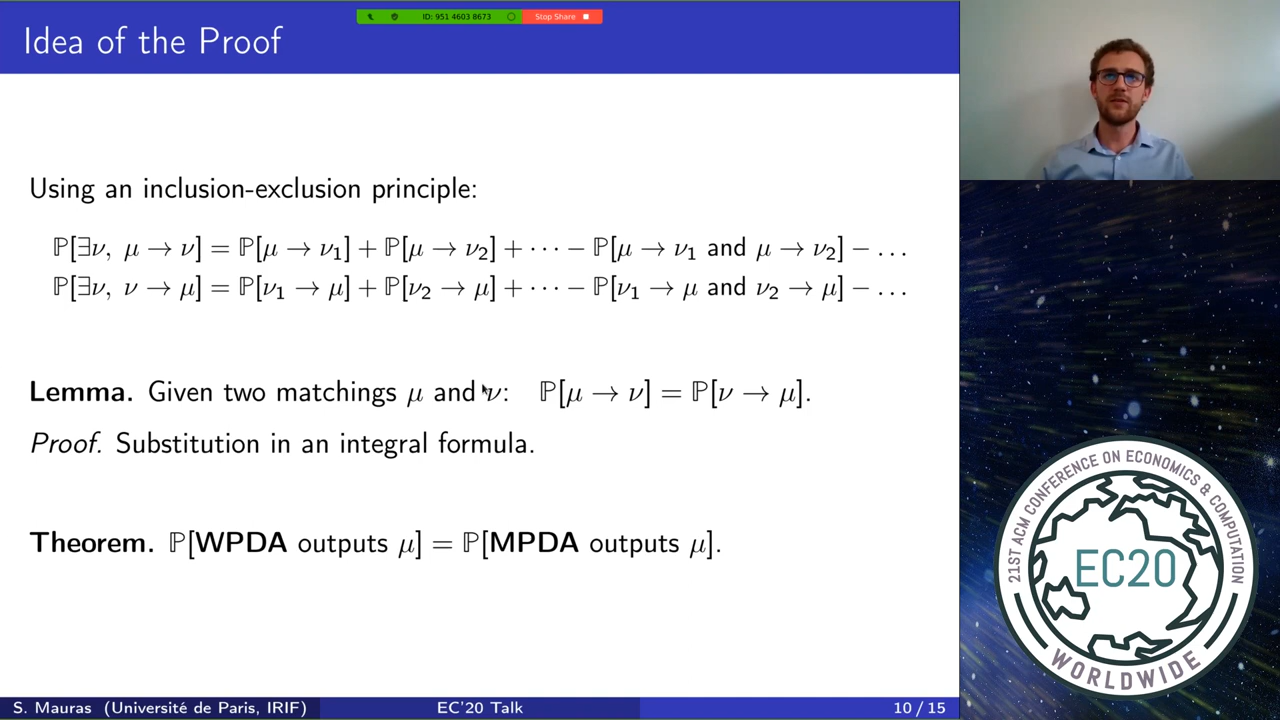 ID: 951 4603 8673 Stop Share
Idea of the Proof
Using an inclusion-exclusion principle:
ℙ[∃ν, μ → ν] = ℙ[μ → ν₁] + ℙ[μ → ν₂] + ⋯ − ℙ[μ → ν₁ and μ → ν₂] − …
ℙ[∃ν, ν → μ] = ℙ[ν₁ → μ] + ℙ[ν₂ → μ] + ⋯ − ℙ[ν₁ → μ and ν₂ → μ] − …
Lemma. Given two matchings μ and ν: ℙ[μ → ν] = ℙ[ν → μ].
Proof. Substitution in an integral formula.
Theorem. ℙ[WPDA outputs μ] = ℙ[MPDA outputs μ].
S. Mauras (Université de Paris, IRIF) EC'20 Talk 10 / 15
21ST ACM CONFERENCE ON ECONOMICS & COMPUTATION
EC20
WORLDWIDE